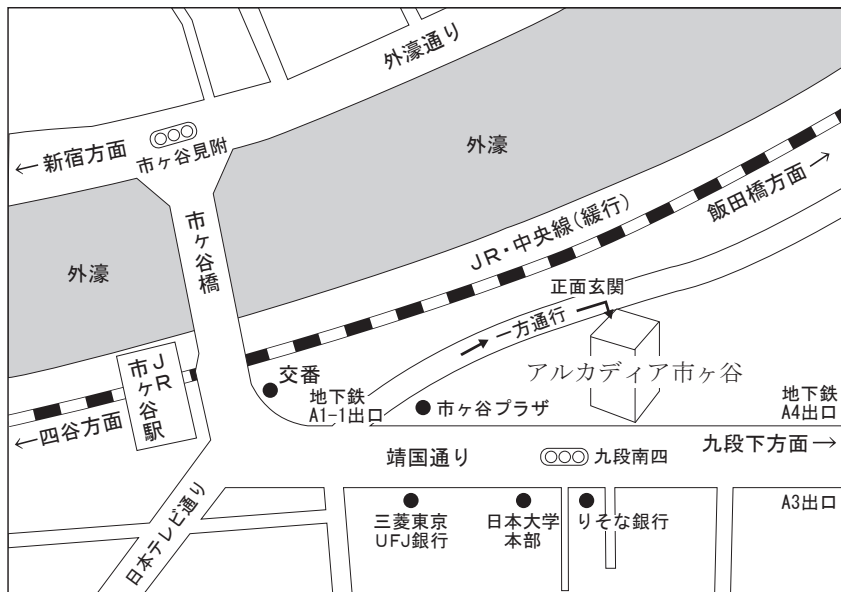 外濠通り
←新宿方面
市ヶ谷見附
外濠
市ヶ谷橋
外濠
JR・中央線(緩行)
飯田橋方面→
正面玄関
一方通行
アルカディア市ヶ谷
交番
地下鉄
A1-1出口
市ヶ谷プラザ
地下鉄
A4出口
JR
市ヶ谷駅
←四谷方面
靖国通り
九段南四
九段下方面→
日本テレビ通り
三菱東京
UFJ銀行
日本大学
本部
りそな銀行
A3出口